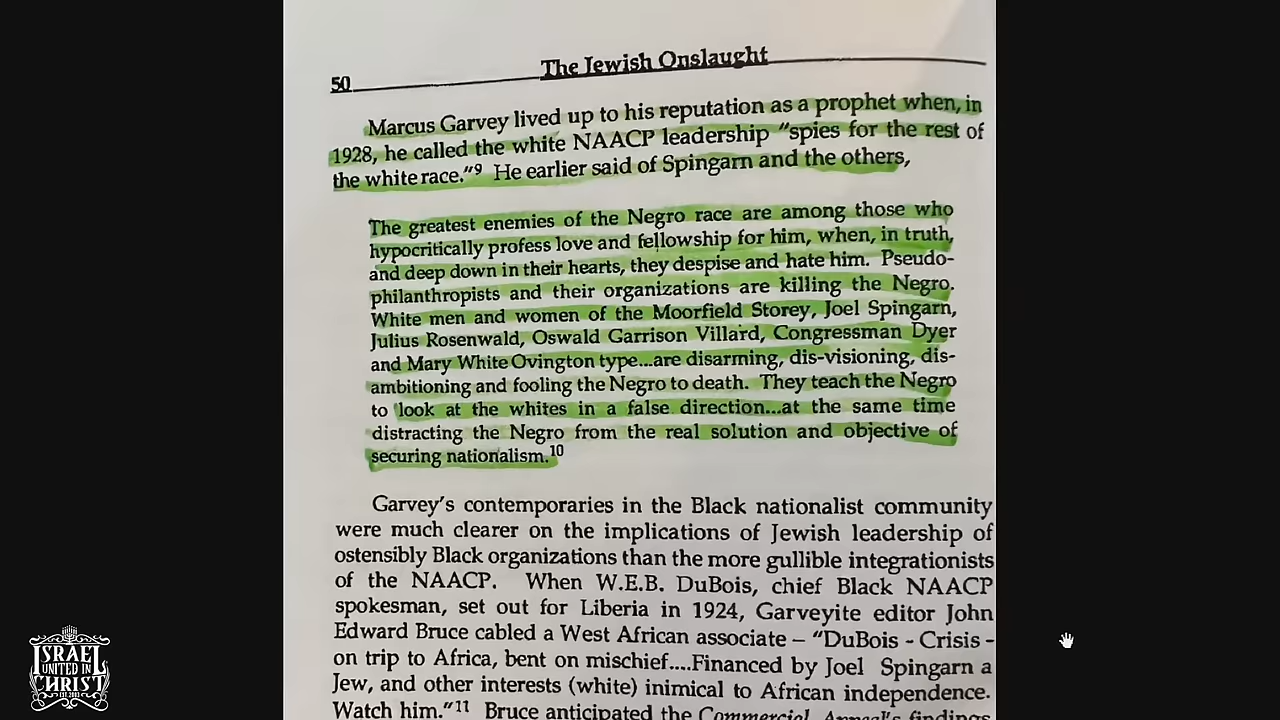 50
The Jewish Onslaught
Marcus Garvey lived up to his reputation as a prophet when, in
1928, he called the white NAACP leadership "spies for the rest of
the white race."9 He earlier said of Spingarn and the others,
The greatest enemies of the Negro race are among those who
hypocritically profess love and fellowship for him, when, in truth,
and deep down in their hearts, they despise and hate him. Pseudo-
philanthropists and their organizations are killing the Negro.
White men and women of the Moorfield Storey, Joel Spingarn,
Julius Rosenwald, Oswald Garrison Villard, Congressman Dyer
and Mary White Ovington type...are disarming, dis-visioning, dis-
ambitioning and fooling the Negro to death. They teach the Negro
to look at the whites in a false direction...at the same time
distracting the Negro from the real solution and objective of
securing nationalism.10
Garvey's contemporaries in the Black nationalist community
were much clearer on the implications of Jewish leadership of
ostensibly Black organizations than the more gullible integrationists
of the NAACP. When W.E.B. DuBois, chief Black NAACP
spokesman, set out for Liberia in 1924, Garveyite editor John
Edward Bruce cabled a West African associate – "DuBois - Crisis -
on trip to Africa, bent on mischief....Financed by Joel Spingarn a
Jew, and other interests (white) inimical to African independence.
Watch him."11 Bruce anticipated the Commercial Appeal's findings
ISRAEL
UNITED IN
CHRIST